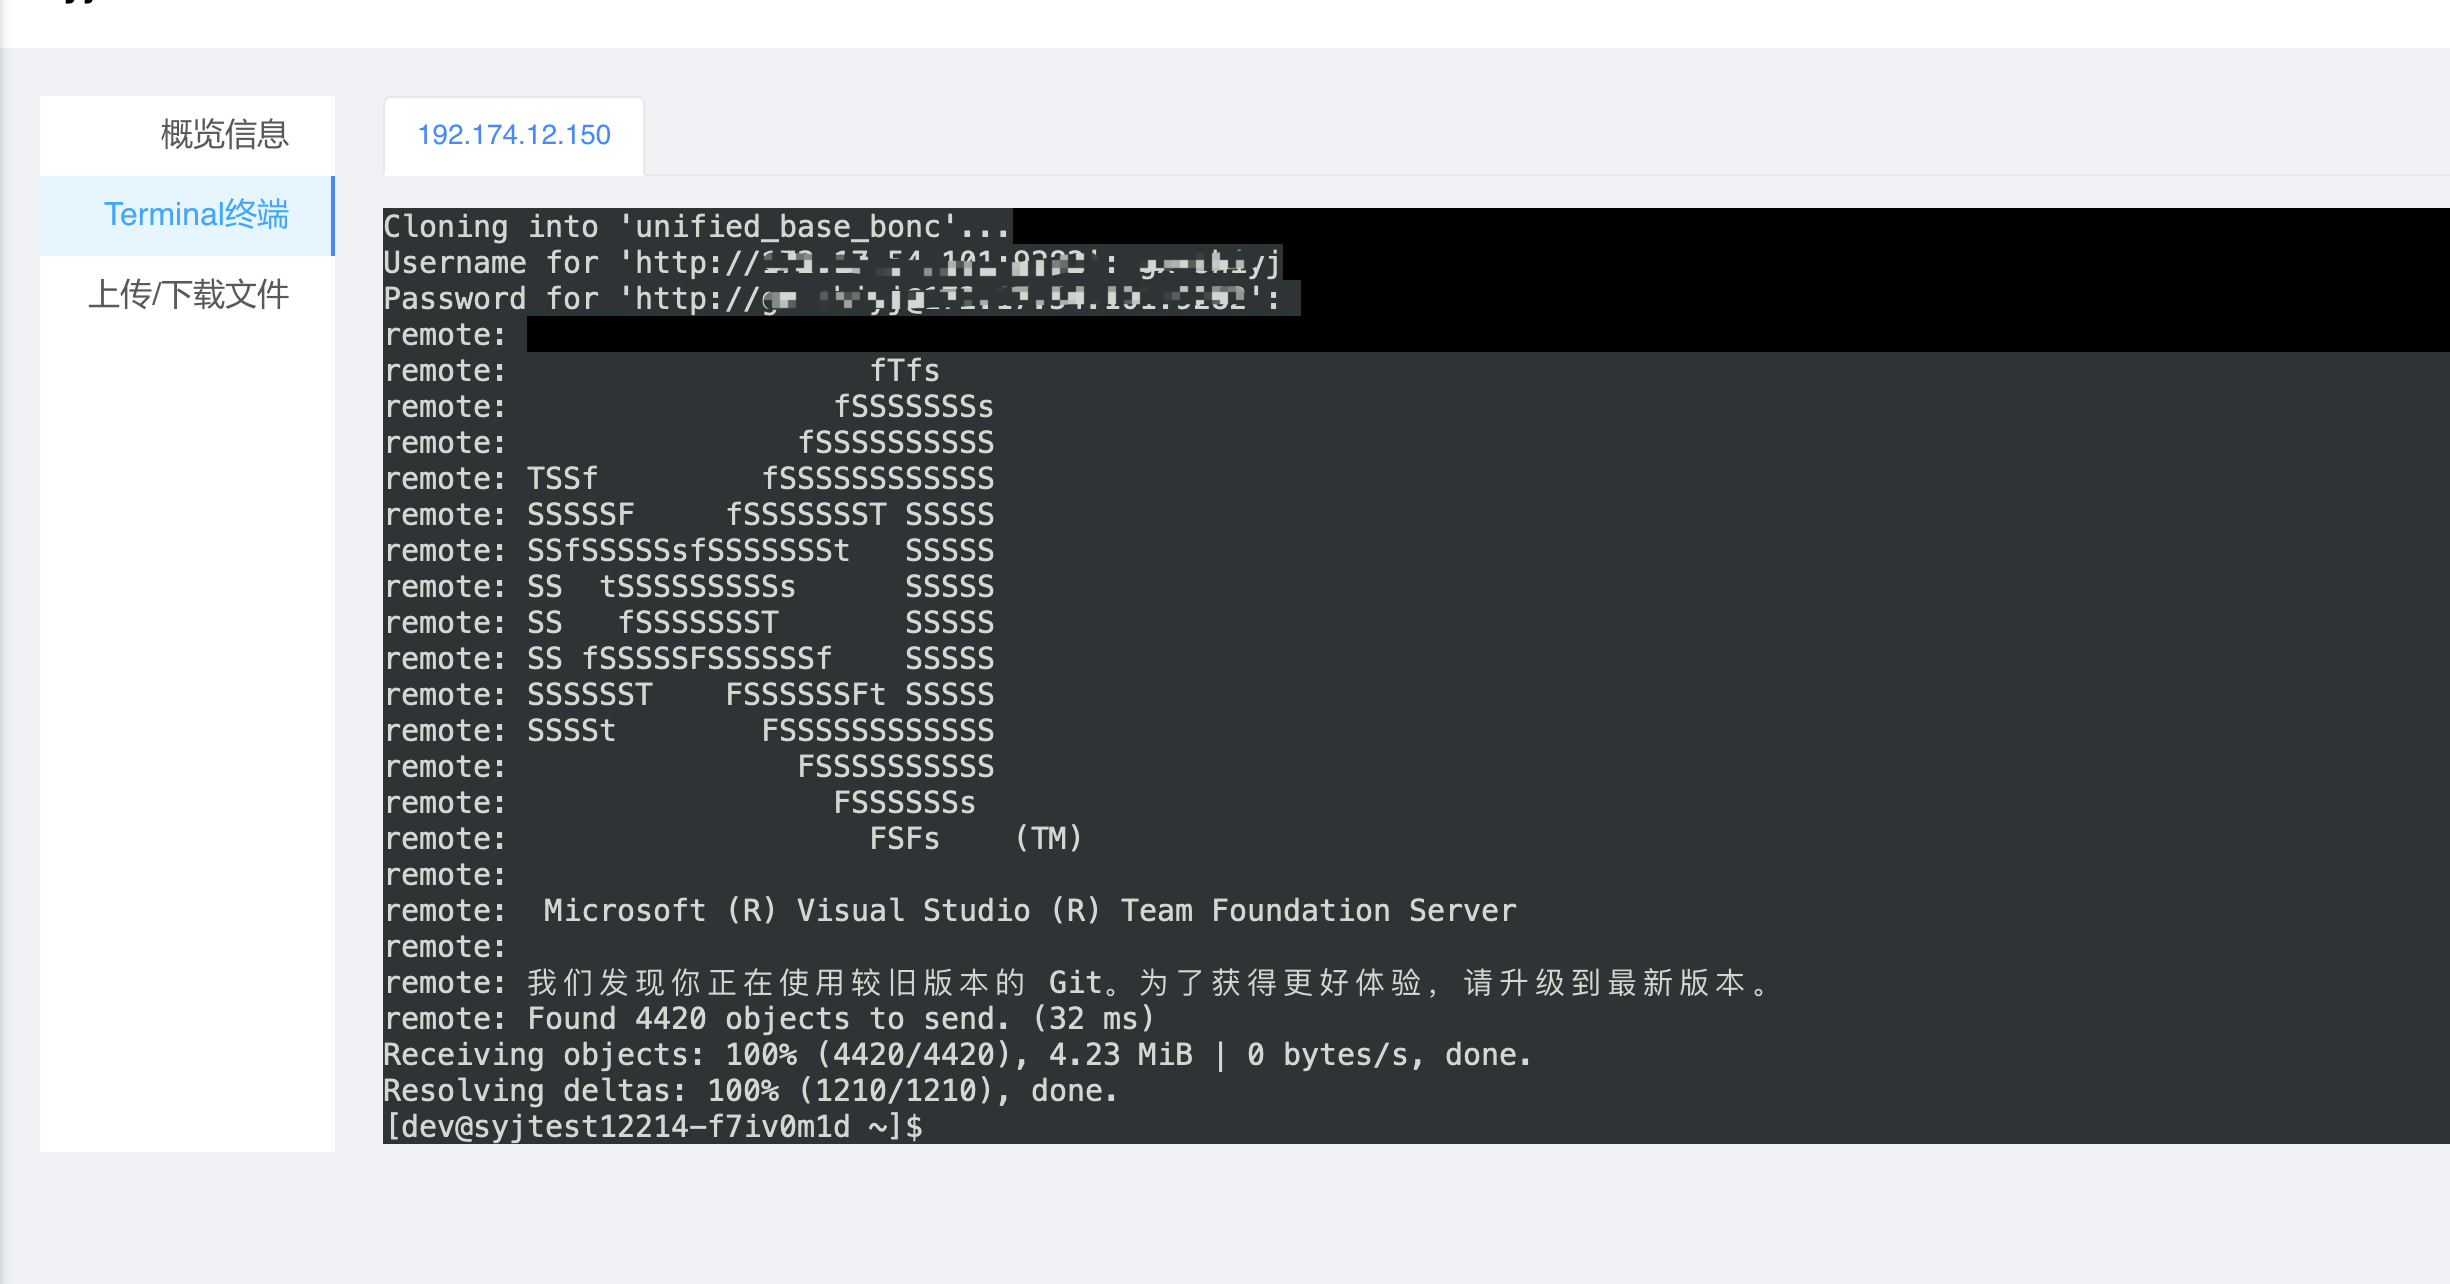 概览信息
Terminal终端
上传/下载文件
192.174.12.150
Cloning into 'unified_base_bonc'...
Username for 'http://
Password for 'http://
remote:
remote:                     fTfs
remote:                   fSSSSSSSs
remote:                 fSSSSSSSSSS
remote: TSSf         fSSSSSSSSSSSS
remote: SSSSSF     fSSSSSSST SSSSS
remote: SSfSSSSSsfSSSSSSSt   SSSSS
remote: SS  tSSSSSSSSSs      SSSSS
remote: SS   fSSSSSSST       SSSSS
remote: SS fSSSSSFSSSSSSf    SSSSS
remote: SSSSSST    FSSSSSSFt SSSSS
remote: SSSSt        FSSSSSSSSSSSS
remote:                FSSSSSSSSSS
remote:                  FSSSSSSs
remote:                    FSFs    (TM)
remote:
remote:  Microsoft (R) Visual Studio (R) Team Foundation Server
remote:
remote: 我们发现你正在使用较旧版本的 Git。为了获得更好体验，请升级到最新版本。
remote: Found 4420 objects to send. (32 ms)
Receiving objects: 100% (4420/4420), 4.23 MiB | 0 bytes/s, done.
Resolving deltas: 100% (1210/1210), done.
[dev@syjtest12214-f7iv0m1d ~]$